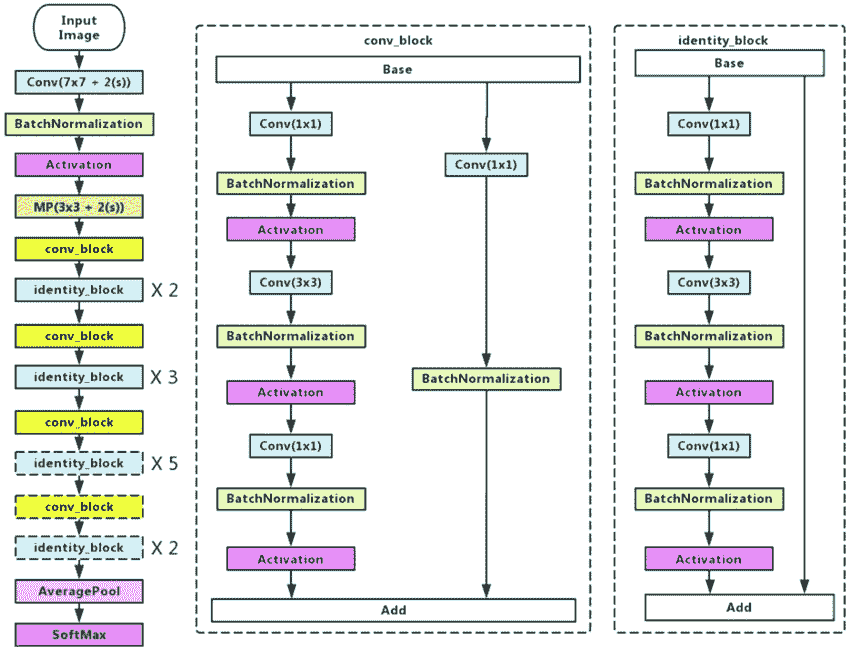 Input
Image
Conv(7x7 + 2(s))
BatchNormalization
Activation
MP(3x3 + 2(s))
conv_block
identity_block X 2
conv_block
identity_block X 3
conv_block
identity_block X 5
conv_block
identity_block X 2
AveragePool
SoftMax
conv_block
Base
Conv(1x1)
BatchNormalization
Activation
Conv(3x3)
BatchNormalization
Activation
Conv(1x1)
BatchNormalization
Activation
Conv(1x1)
BatchNormalization
Add
identity_block
Base
Conv(1x1)
BatchNormalization
Activation
Conv(3x3)
BatchNormalization
Activation
Conv(1x1)
BatchNormalization
Activation
Add